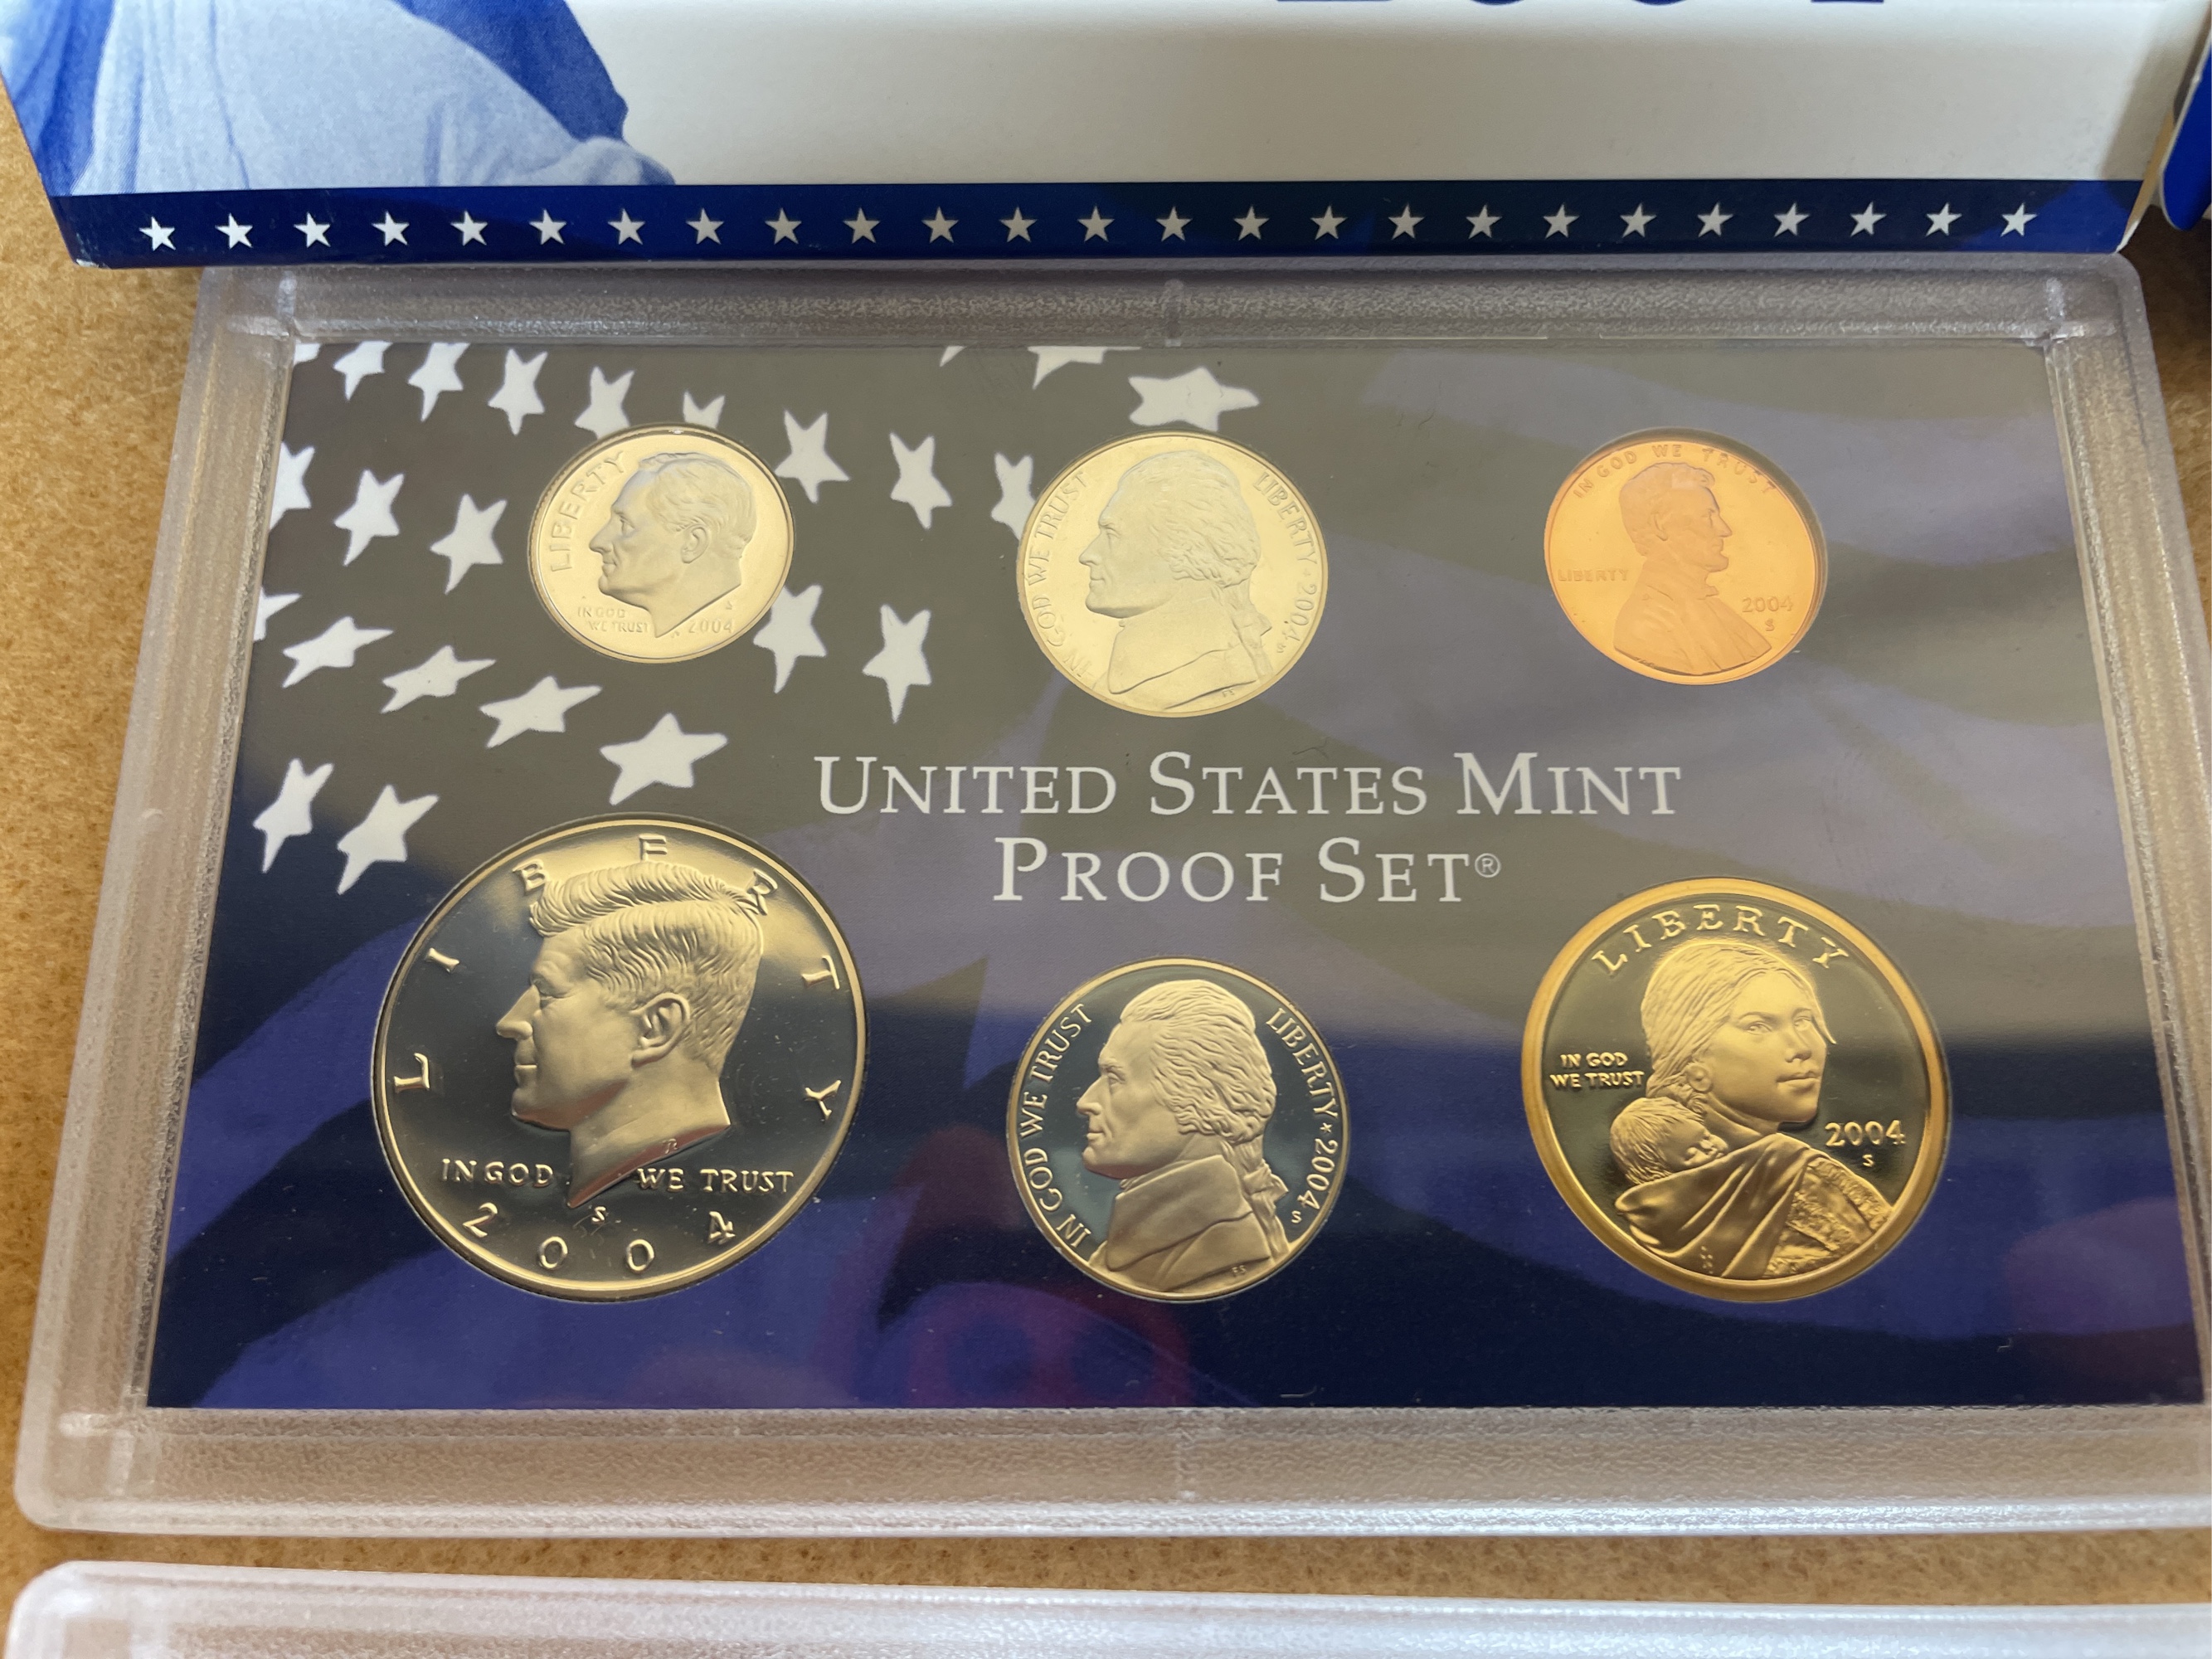 LIBERTY
IN GOD
WE TRUST
2004
S
IN GOD WE TRUST
LIBERTY★2004
S
FS
IN GOD WE TRUST
LIBERTY
2004
S
UNITED STATES MINT
PROOF SET®
LIBERTY
IN GOD WE TRUST
S
2004
IN GOD WE TRUST
LIBERTY★2004
S
FS
LIBERTY
IN GOD
WE TRUST
2004
S